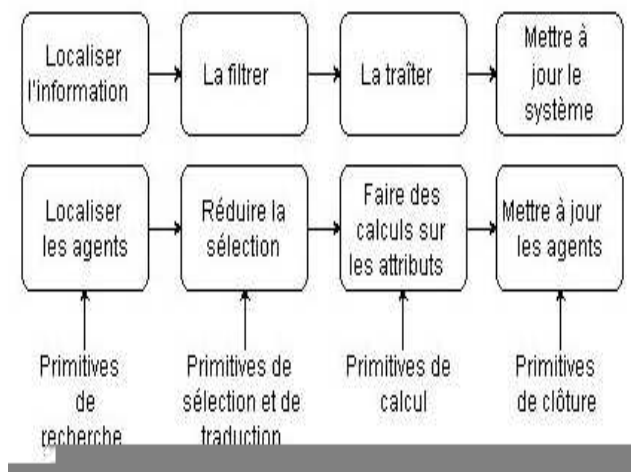 Localiser
l'information
La filtrer
La traîter
Mettre à
jour le
système
Localiser
les agents
Réduire la
sélection
Faire des
calculs sur
les attributs
Mettre à jour
les agents
Primitives
de
recherche
Primitives de
sélection et de
traduction
Primitives de
calcul
Primitives
de clôture